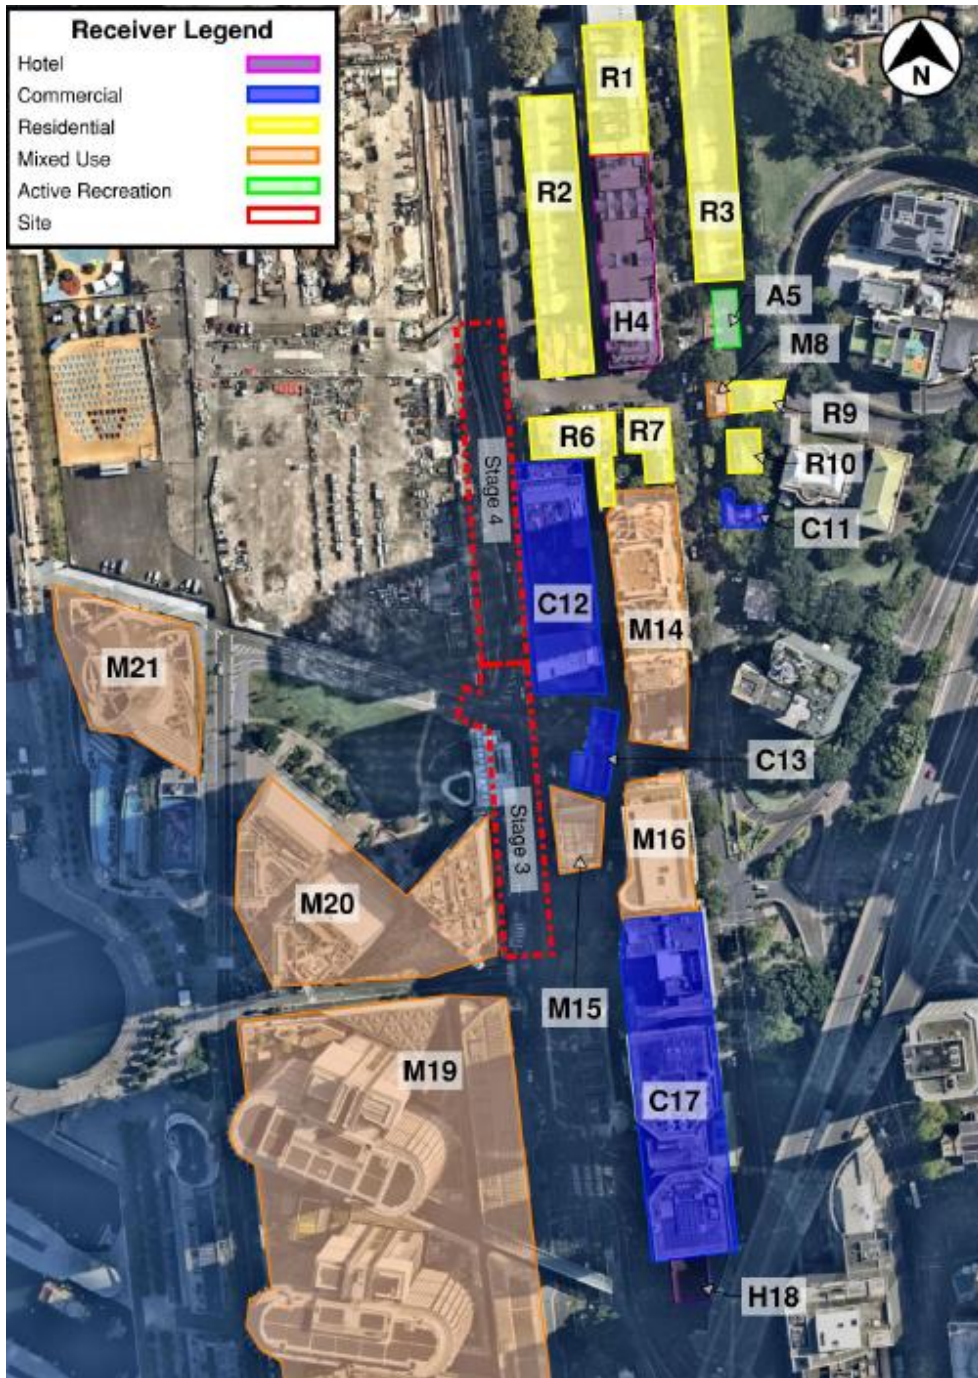 Receiver Legend
Hotel
Commercial
Residential
Mixed Use
Active Recreation
Site
N
R1
R2
R3
H4
A5
M8
R9
R6
R7
R10
C11
Stage 4
C12
M14
M21
C13
Stage 3
M16
M20
M15
M19
C17
H18